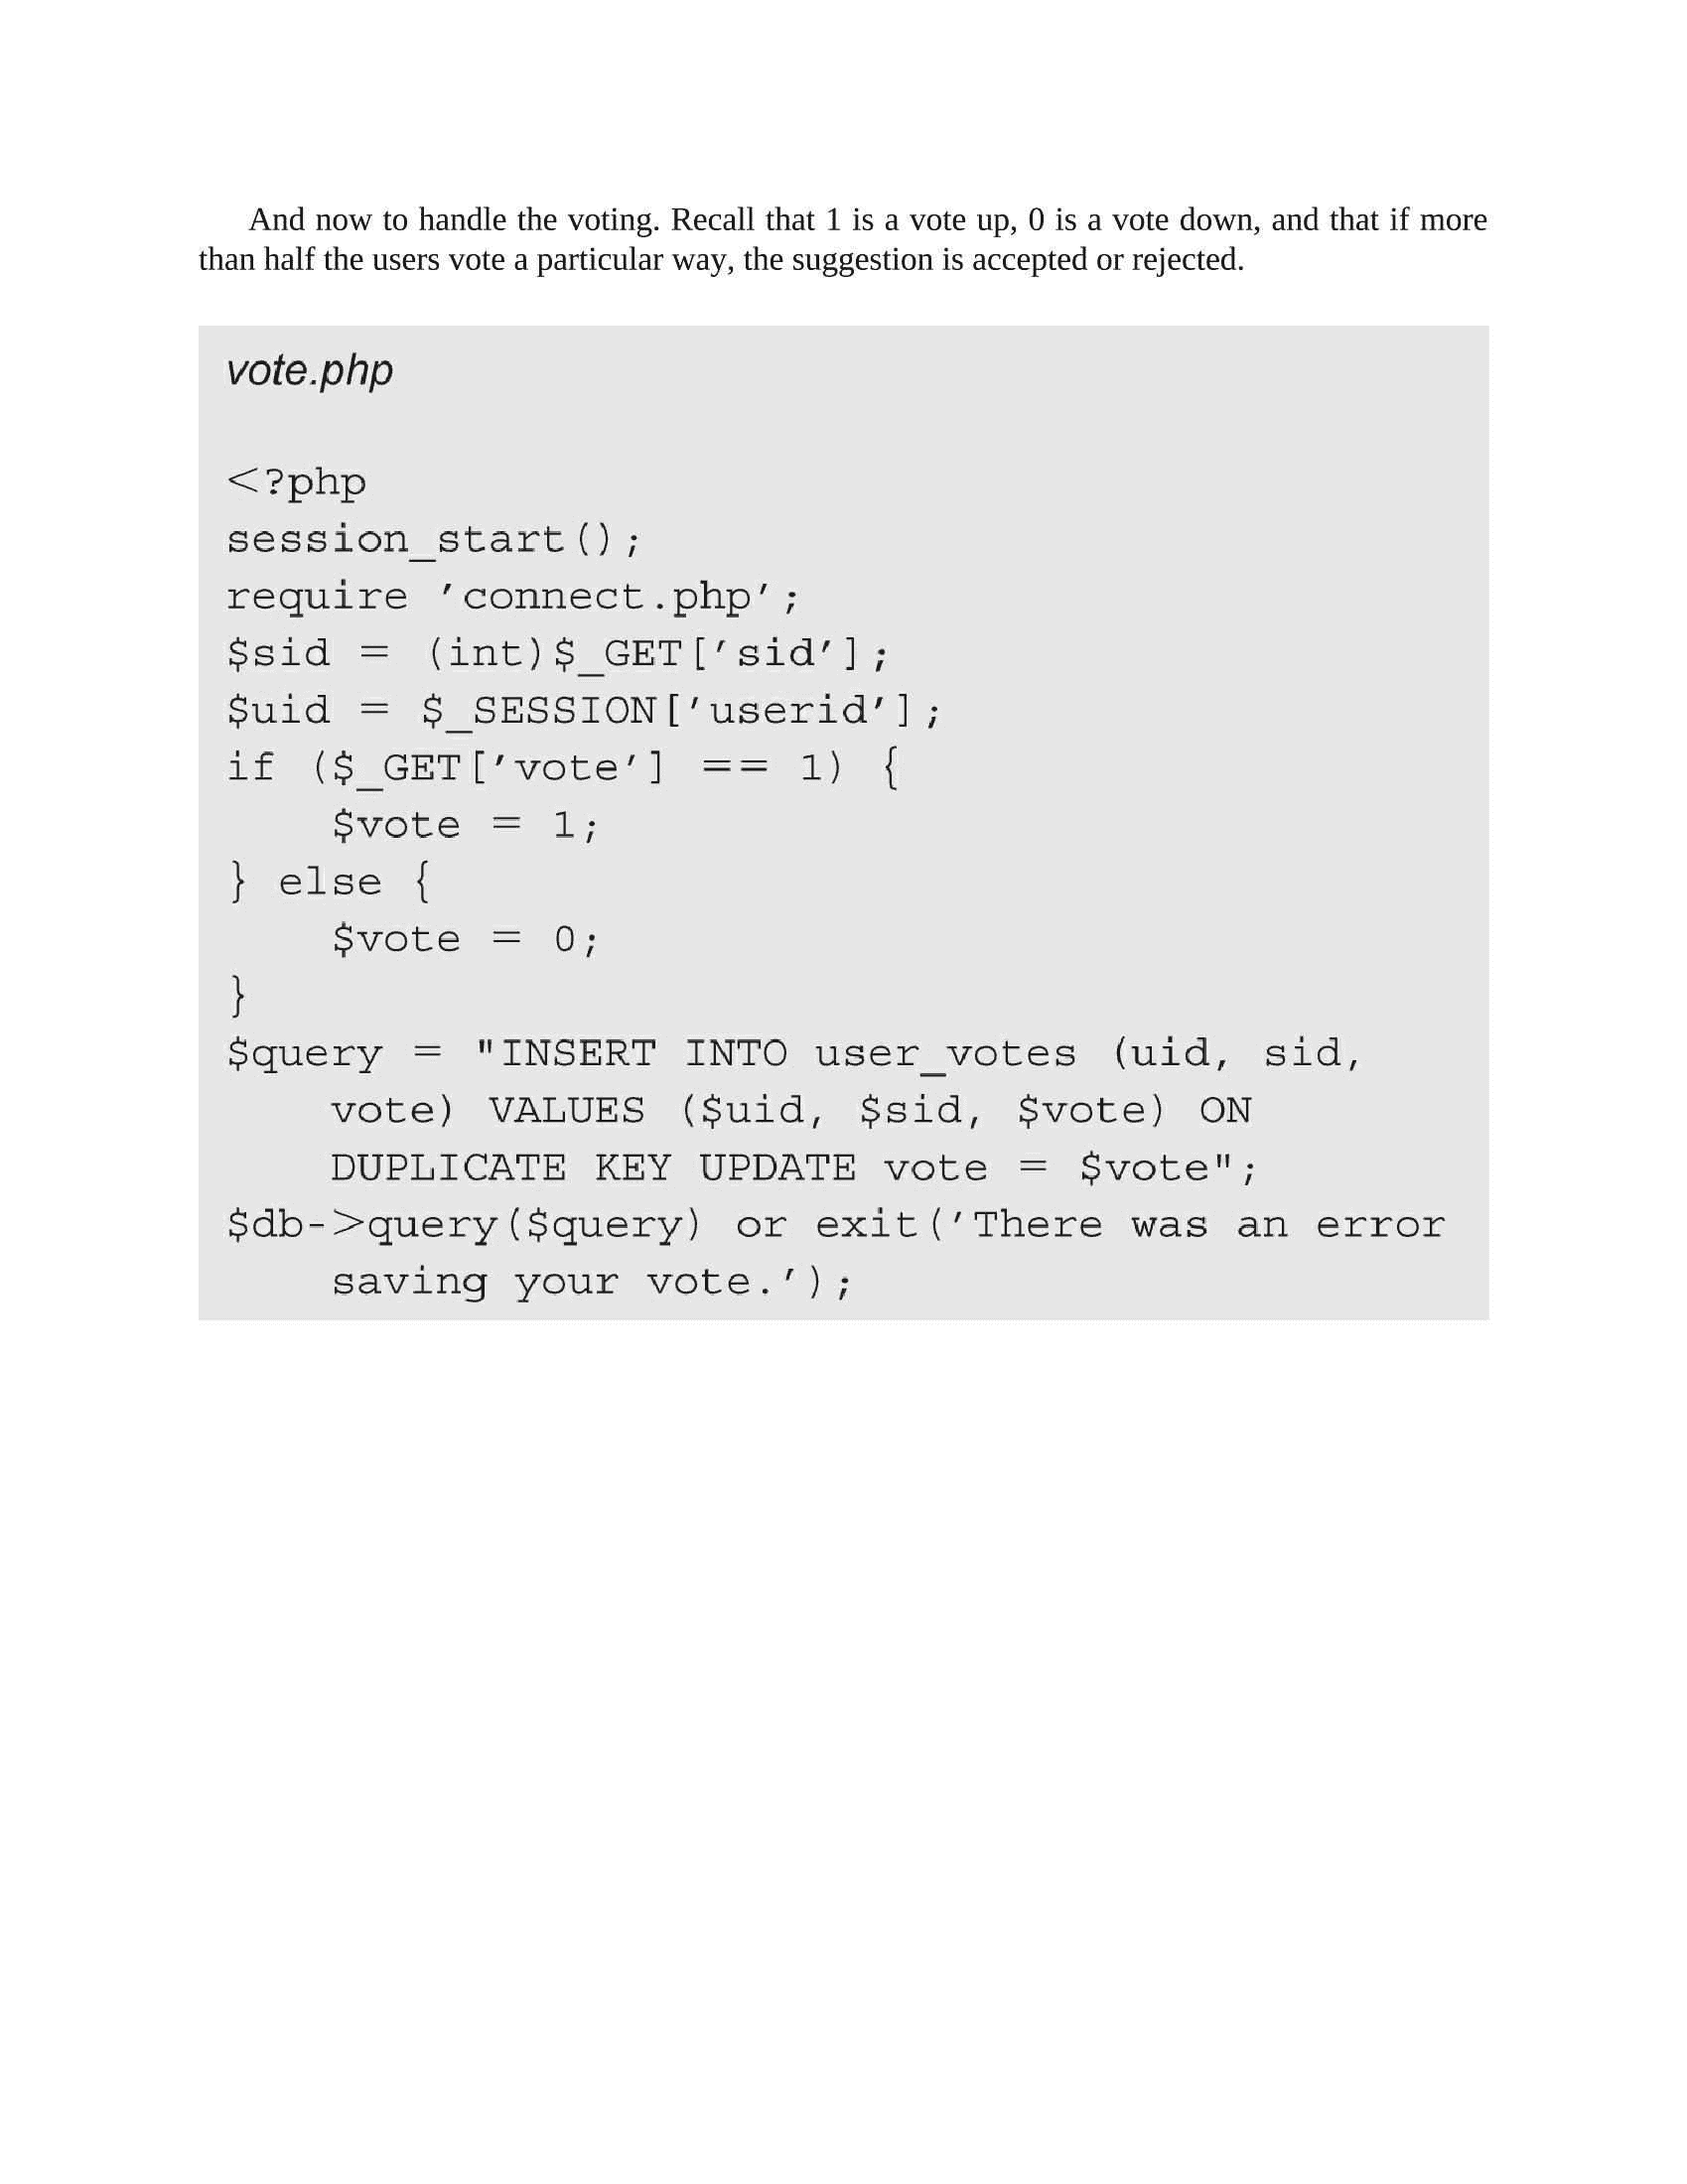 And now to handle the voting. Recall that 1 is a vote up, 0 is a vote down, and that if more
than half the users vote a particular way, the suggestion is accepted or rejected.
vote.php
<?php
session_start();
require 'connect.php';
$sid = (int)$_GET['sid'];
$uid = $_SESSION['userid'];
if ($_GET['vote'] == 1) {
    $vote = 1;
} else {
    $vote = 0;
}
$query = "INSERT INTO user_votes (uid, sid,
    vote) VALUES ($uid, $sid, $vote) ON
    DUPLICATE KEY UPDATE vote = $vote";
$db->query($query) or exit('There was an error
    saving your vote.');